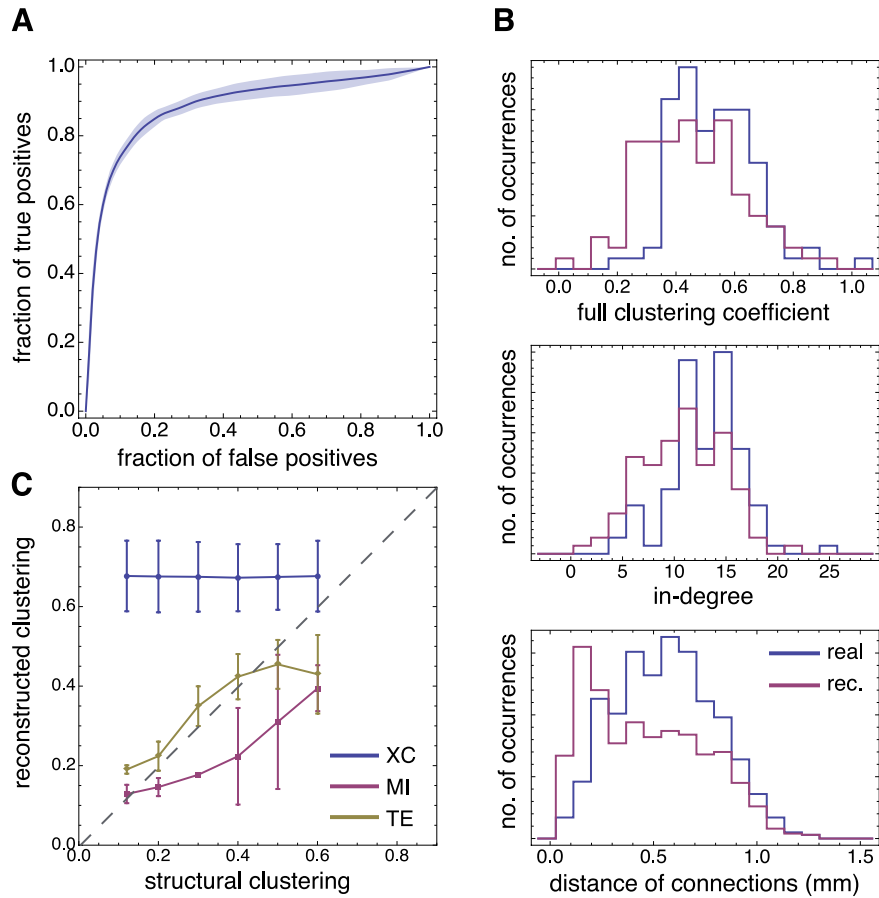 A
1.0
0.8
0.6
0.4
0.2
0.0
0.0 0.2 0.4 0.6 0.8 1.0
fraction of true positives
fraction of false positives
B
no. of occurrences
0.0 0.2 0.4 0.6 0.8 1.0
full clustering coefficient
no. of occurrences
0 5 10 15 20 25
in-degree
no. of occurrences
real
rec.
0.0 0.5 1.0 1.5
distance of connections (mm)
C
reconstructed clustering
0.8
0.6
0.4
0.2
0.0
XC
MI
TE
0.0 0.2 0.4 0.6 0.8
structural clustering